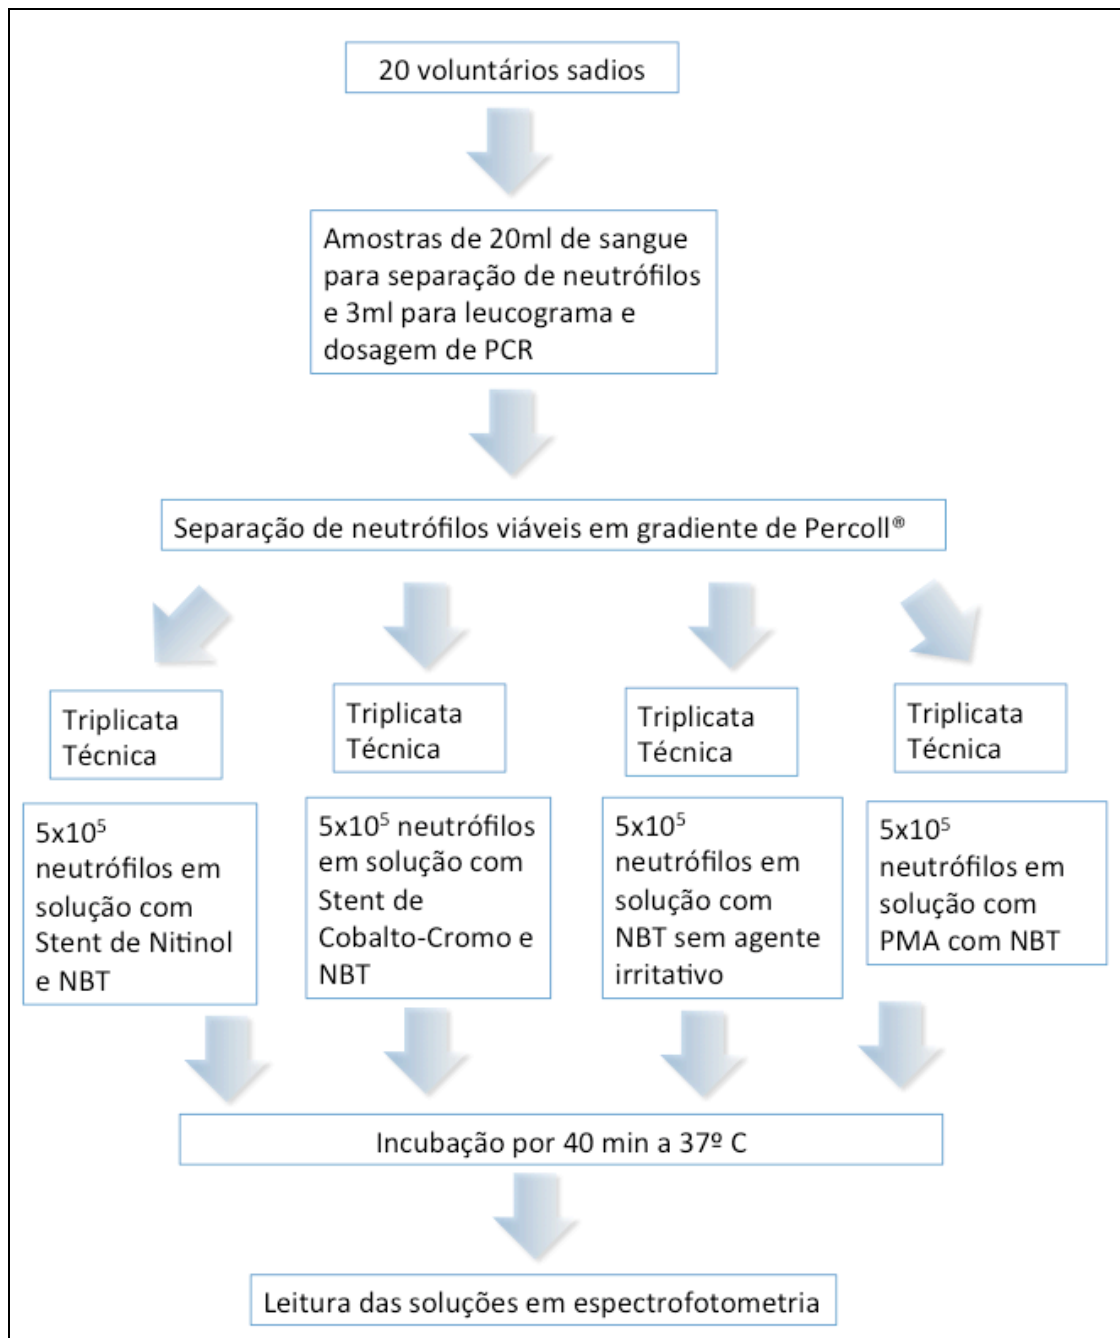 20 voluntários sadios
Amostras de 20ml de sangue
para separação de neutrófilos
e 3ml para leucograma e
dosagem de PCR
Separação de neutrófilos viáveis em gradiente de Percoll®
Triplicata
Técnica
Triplicata
Técnica
Triplicata
Técnica
Triplicata
Técnica
5x10⁵
neutrófilos em
solução com
Stent de Nitinol
e NBT
5x10⁵ neutrófilos
em solução com
Stent de
Cobalto-Cromo e
NBT
5x10⁵
neutrófilos em
solução com
NBT sem agente
irritativo
5x10⁵
neutrófilos em
solução com
PMA com NBT
Incubação por 40 min a 37º C
Leitura das soluções em espectrofotometria